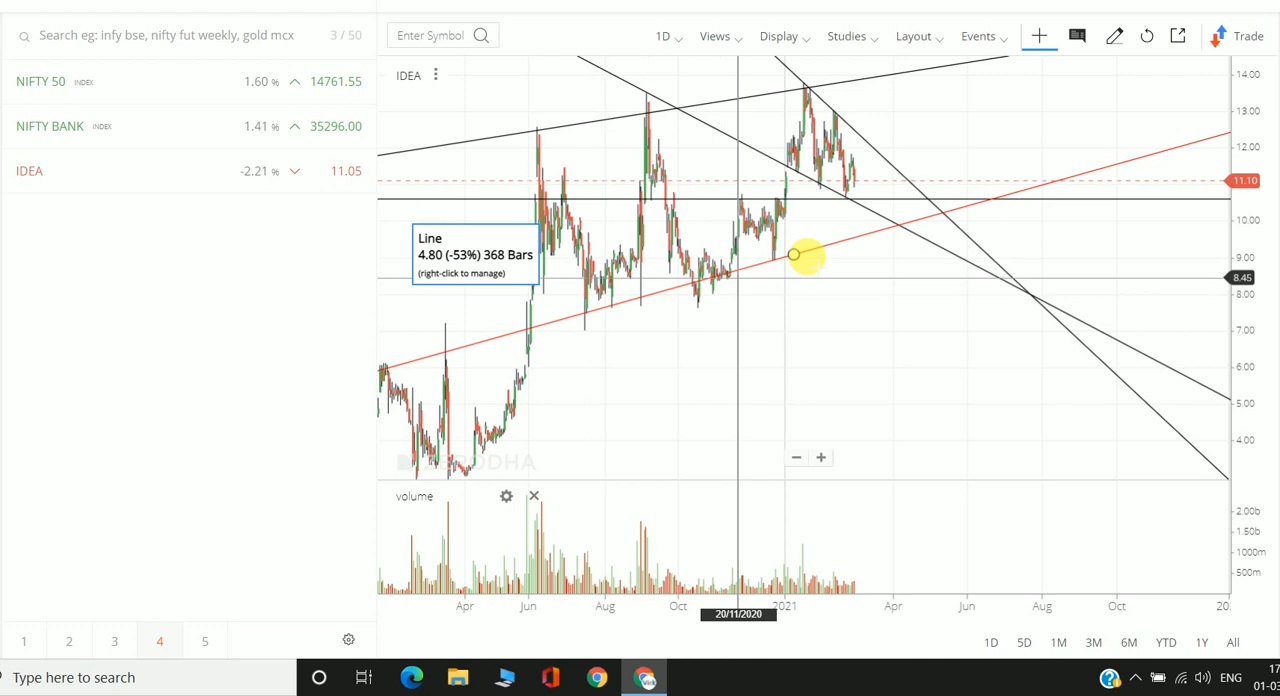 Search eg: infy bse, nifty fut weekly, gold mcx
3 / 50
NIFTY 50 INDEX 1.60 % 14761.55
NIFTY BANK INDEX 1.41 % 35296.00
IDEA -2.21 % 11.05
1 2 3 4 5
Enter Symbol
1D Views Display Studies Layout Events Trade
IDEA
14.00
13.00
12.00
11.10
10.00
9.00
8.45
8.00
7.00
6.00
5.00
4.00
Line
4.80 (-53%) 368 Bars
(right-click to manage)
ZERODHA
volume
2.00b
1.50b
1000m
500m
Apr Jun Aug Oct 2021 Apr Jun Aug Oct 20.
20/11/2020
1D 5D 1M 3M 6M YTD 1Y All
Type here to search
ENG
17
01-03